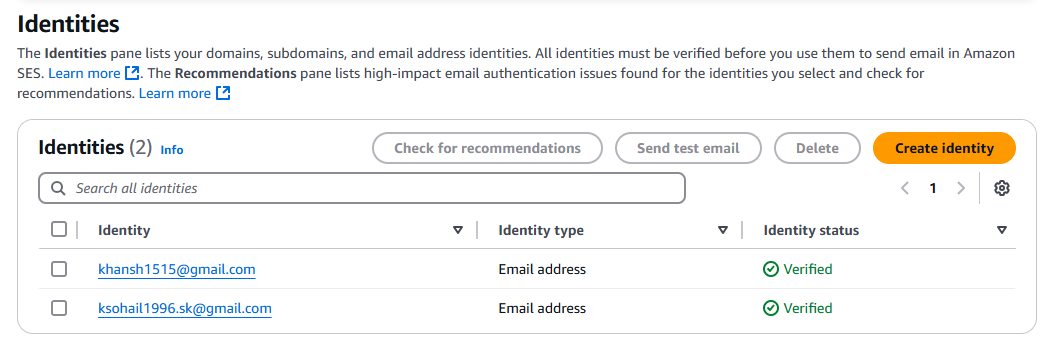 Identities
The Identities pane lists your domains, subdomains, and email address identities. All identities must be verified before you use them to send email in Amazon
SES. Learn more. The Recommendations pane lists high-impact email authentication issues found for the identities you select and check for
recommendations. Learn more
Identities (2) Info Check for recommendations Send test email Delete Create identity
Search all identities 1
Identity Identity type Identity status
khansh1515@gmail.com Email address Verified
ksohail1996.sk@gmail.com Email address Verified